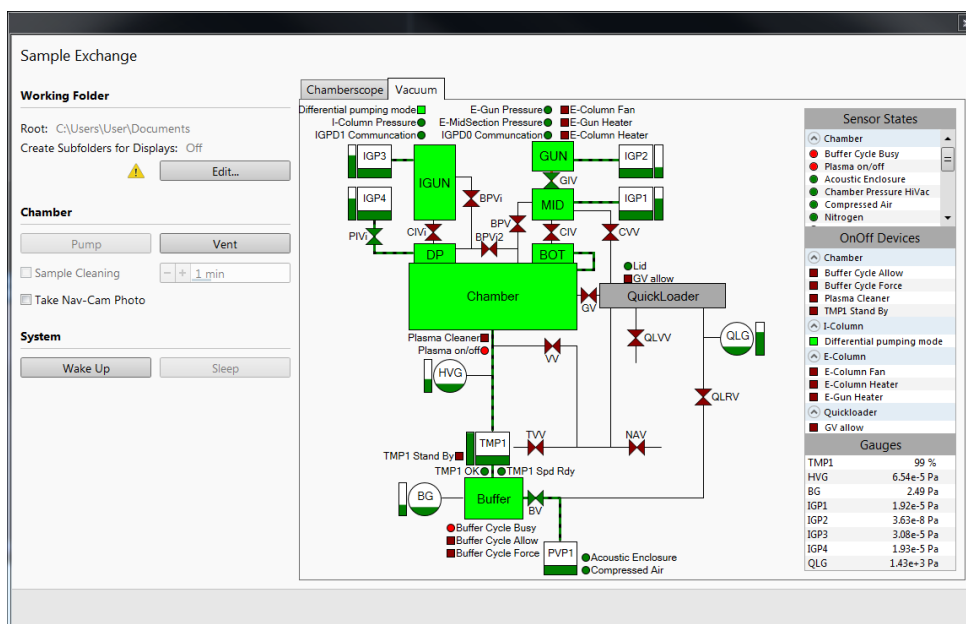 Sample Exchange
Working Folder
Root: C:\Users\User\Documents
Create Subfolders for Displays: Off
Edit...
Chamber
Pump
Vent
Sample Cleaning
− + 1 min
Take Nav-Cam Photo
System
Wake Up
Sleep
Chamberscope
Vacuum
Differential pumping mode
I-Column Pressure
IGPD1 Communcation
E-Gun Pressure
E-MidSection Pressure
IGPD0 Communcation
E-Column Fan
E-Gun Heater
E-Column Heater
IGP3
IGUN
GUN
IGP2
GIV
IGP4
BPVi
MID
IGP1
BPV
PIVi
CIVi
BPVi2
CIV
CVV
DP
BOT
Lid
GV allow
Chamber
GV
QuickLoader
Plasma Cleaner
Plasma on/off
VV
QLVV
QLG
HVG
QLRV
TMP1
TVV
NAV
TMP1 Stand By
TMP1 OK
TMP1 Spd Rdy
BG
Buffer
BV
Buffer Cycle Busy
Buffer Cycle Allow
Buffer Cycle Force
PVP1
Acoustic Enclosure
Compressed Air
Sensor States
Chamber
Buffer Cycle Busy
Plasma on/off
Acoustic Enclosure
Chamber Pressure HiVac
Compressed Air
Nitrogen
OnOff Devices
Chamber
Buffer Cycle Allow
Buffer Cycle Force
Plasma Cleaner
TMP1 Stand By
I-Column
Differential pumping mode
E-Column
E-Column Fan
E-Column Heater
E-Gun Heater
Quickloader
GV allow
Gauges
TMP1 99 %
HVG 6.54e-5 Pa
BG 2.49 Pa
IGP1 1.92e-5 Pa
IGP2 3.63e-8 Pa
IGP3 3.08e-5 Pa
IGP4 1.93e-5 Pa
QLG 1.43e+3 Pa